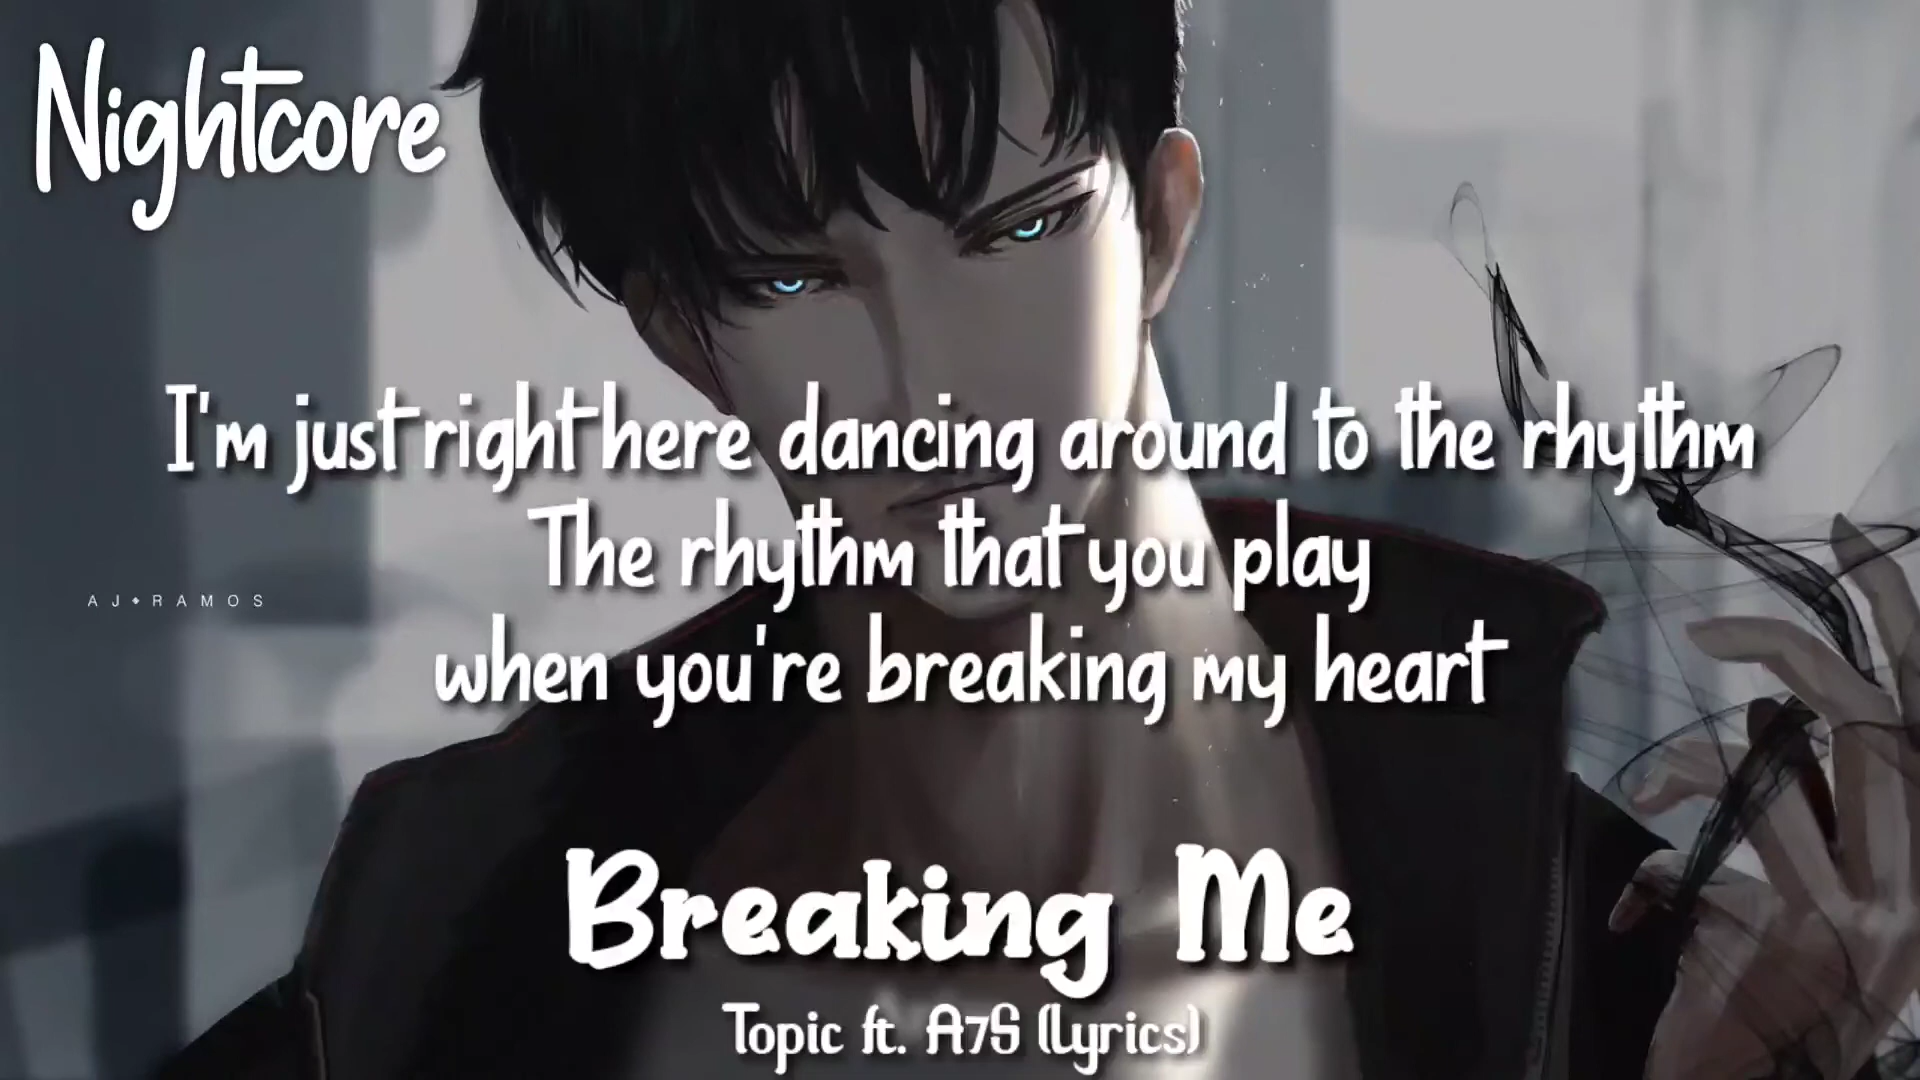 Nightcore
I'm just right here dancing around to the rhythm
The rhythm that you play
when you're breaking my heart
AJ◆RAMOS
Breaking Me
Topic ft. A7S (Lyrics)